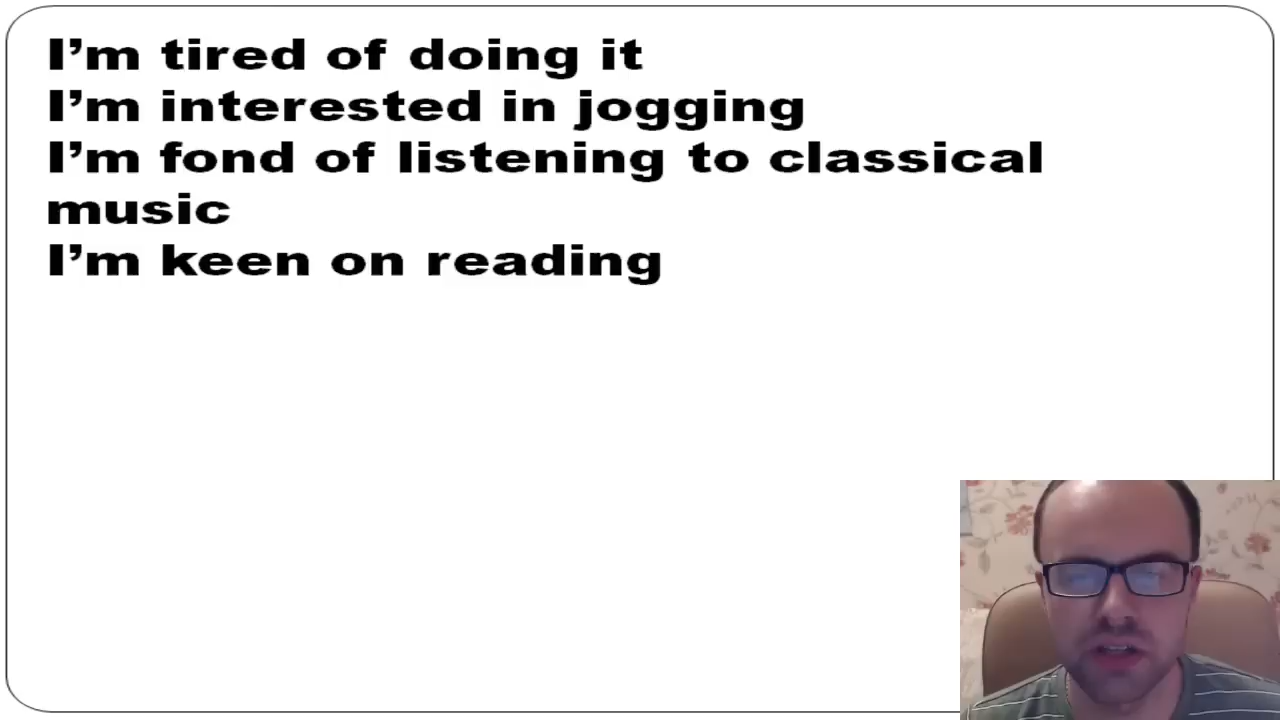 I’m tired of doing it
I’m interested in jogging
I’m fond of listening to classical
music
I’m keen on reading